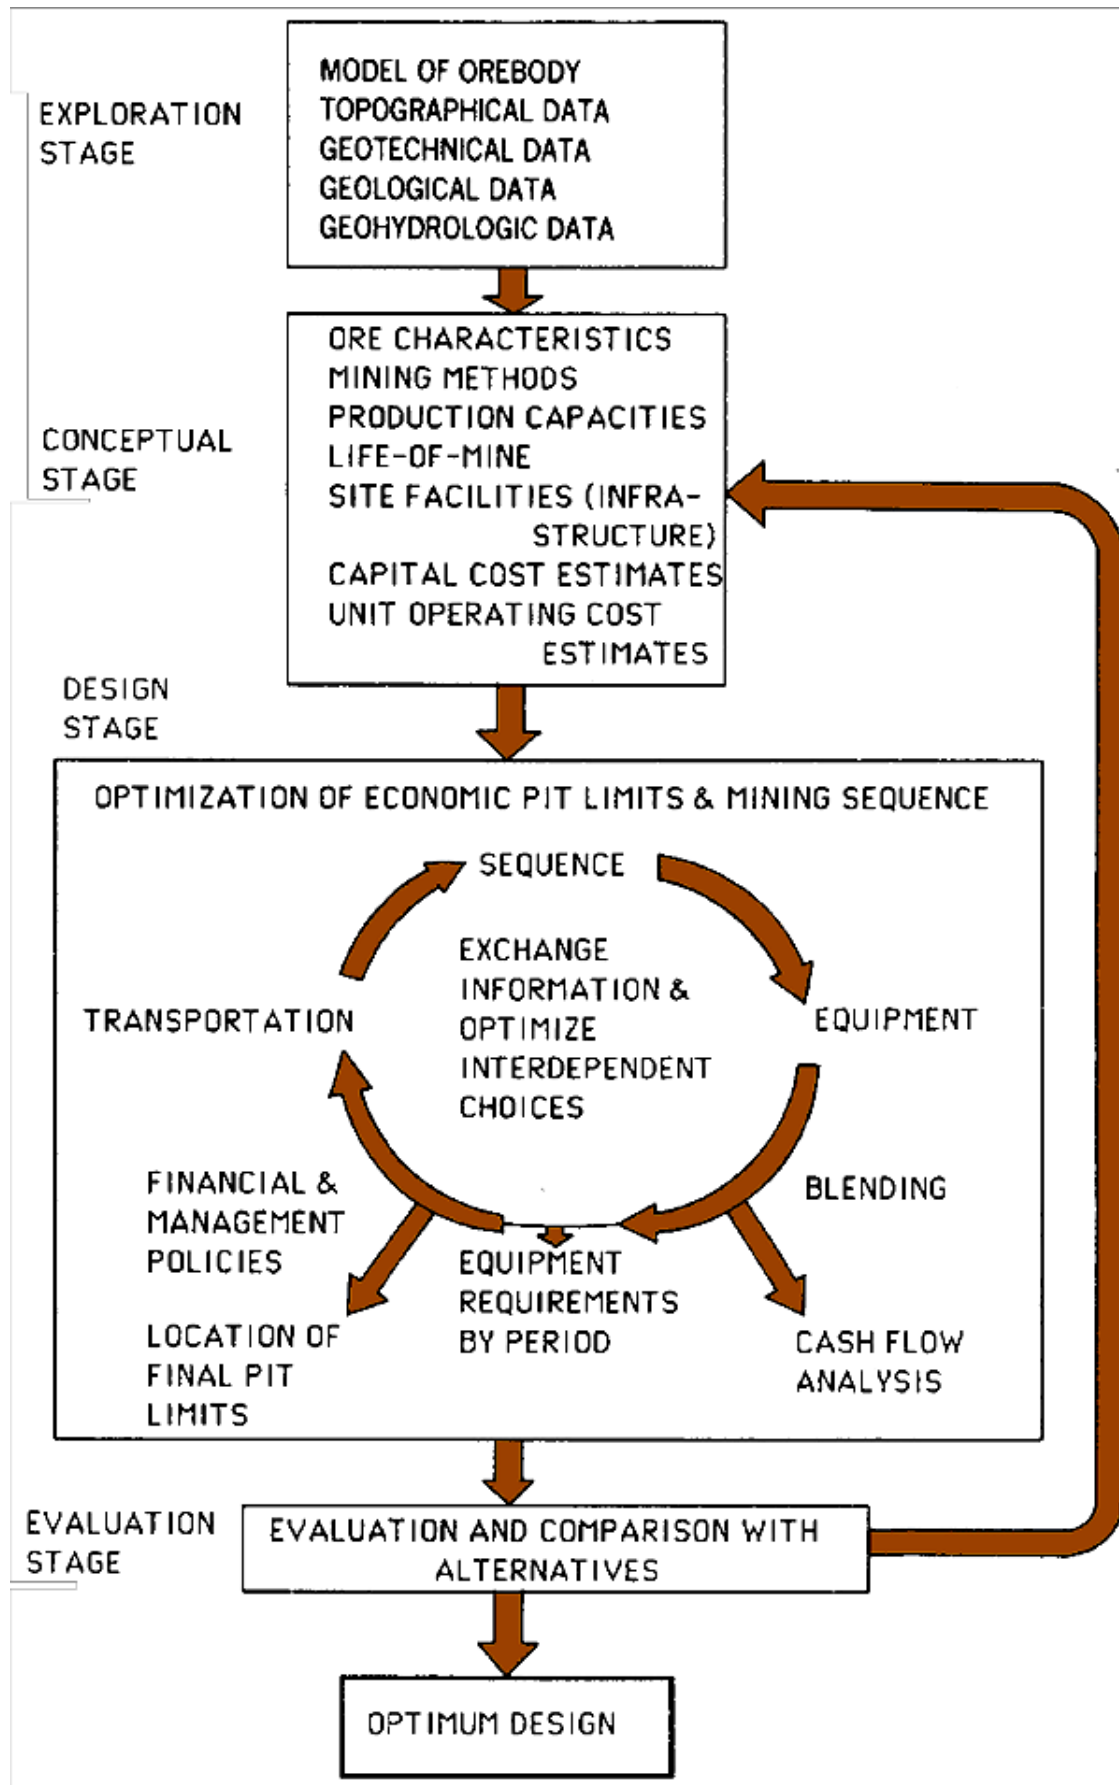 EXPLORATION
STAGE
MODEL OF OREBODY
TOPOGRAPHICAL DATA
GEOTECHNICAL DATA
GEOLOGICAL DATA
GEOHYDROLOGIC DATA
CONCEPTUAL
STAGE
ORE CHARACTERISTICS
MINING METHODS
PRODUCTION CAPACITIES
LIFE-OF-MINE
SITE FACILITIES (INFRA-
STRUCTURE)
CAPITAL COST ESTIMATES
UNIT OPERATING COST
ESTIMATES
DESIGN
STAGE
OPTIMIZATION OF ECONOMIC PIT LIMITS & MINING SEQUENCE
SEQUENCE
EXCHANGE
INFORMATION &
OPTIMIZE
INTERDEPENDENT
CHOICES
TRANSPORTATION
EQUIPMENT
FINANCIAL &
MANAGEMENT
POLICIES
BLENDING
LOCATION OF
FINAL PIT
LIMITS
EQUIPMENT
REQUIREMENTS
BY PERIOD
CASH FLOW
ANALYSIS
EVALUATION
STAGE
EVALUATION AND COMPARISON WITH
ALTERNATIVES
OPTIMUM DESIGN